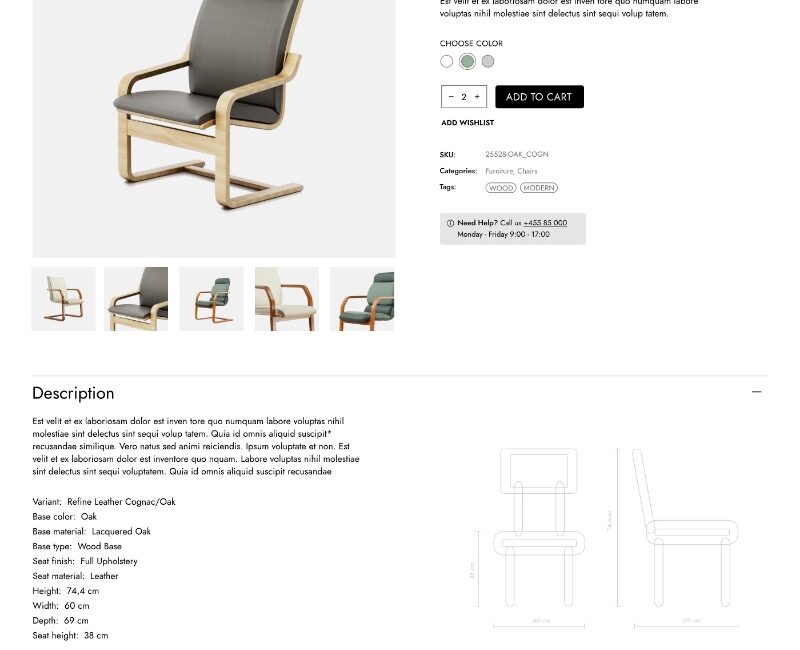 Est velit et ex laboriosam dolor est inven tore quo numquam labore
voluptas nihil molestiae sint delectus sint sequi volup tatem.
CHOOSE COLOR
− 2 +
ADD TO CART
ADD WISHLIST
SKU: 25528-OAK_COGN
Categories: Furniture, Chairs
Tags: WOOD MODERN
Need Help? Call us +455 85 000
Monday - Friday 9:00 - 17:00
Description
Est velit et ex laboriosam dolor est inven tore quo numquam labore voluptas nihil
molestiae sint delectus sint sequi volup tatem. Quia id omnis aliquid suscipit*
recusandae similique. Vero natus sed animi reiciendis. Ipsum voluptate et non. Est
velit et ex laboriosam dolor est inventore quo nquam. Labore voluptas nihil molestiae
sint delectus sint sequi voluptatem. Quia id omnis aliquid suscipit recusandae
Variant: Refine Leather Cognac/Oak
Base color: Oak
Base material: Lacquered Oak
Base type: Wood Base
Seat finish: Full Upholstery
Seat material: Leather
Height: 74,4 cm
Width: 60 cm
Depth: 69 cm
Seat height: 38 cm
38 cm
60 cm
74,4cm
69 cm